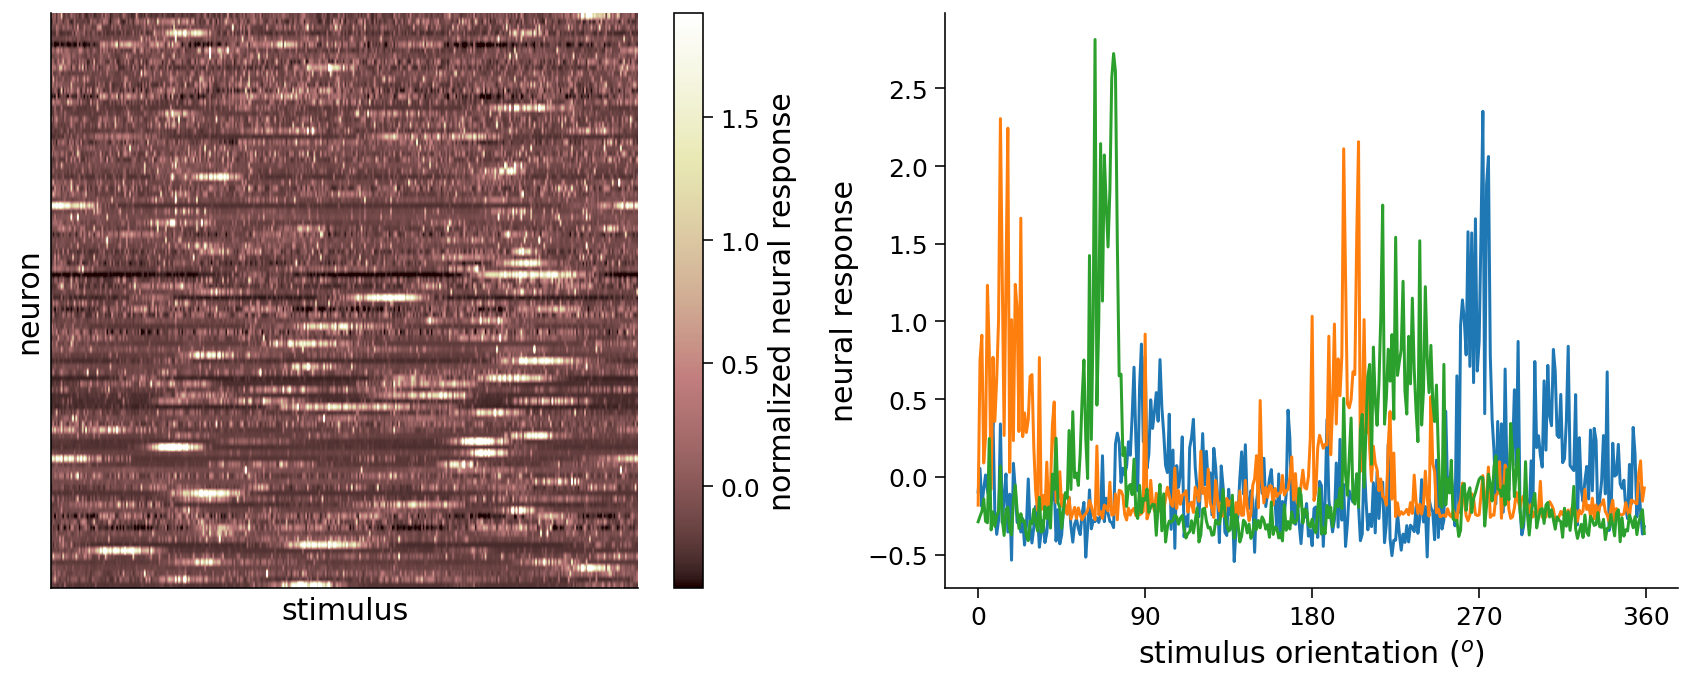 neuron
stimulus
1.5
1.0
0.5
0.0
normalized neural response
neural response
2.5
2.0
1.5
1.0
0.5
0.0
−0.5
0 90 180 270 360
stimulus orientation (o)